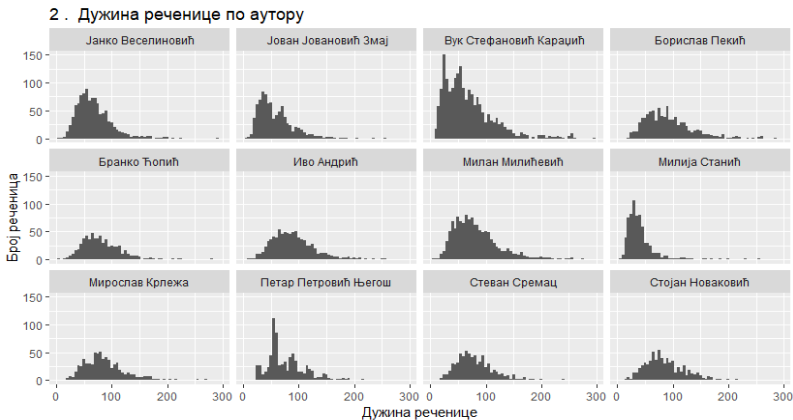 2 . Дужина реченице по аутору
Јанко Веселиновић
Јован Јовановић Змај
Вук Стефановић Караџић
Борислав Пекић
150
100
50
0
Бранко Ћопић
Иво Андрић
Милан Милићевић
Милија Станић
150
100
50
0
Број реченица
Мирослав Крлежа
Петар Петровић Његош
Стеван Сремац
Стојан Новаковић
150
100
50
0
0 100 200 300
0 100 200 300
0 100 200 300
0 100 200 300
Дужина реченице